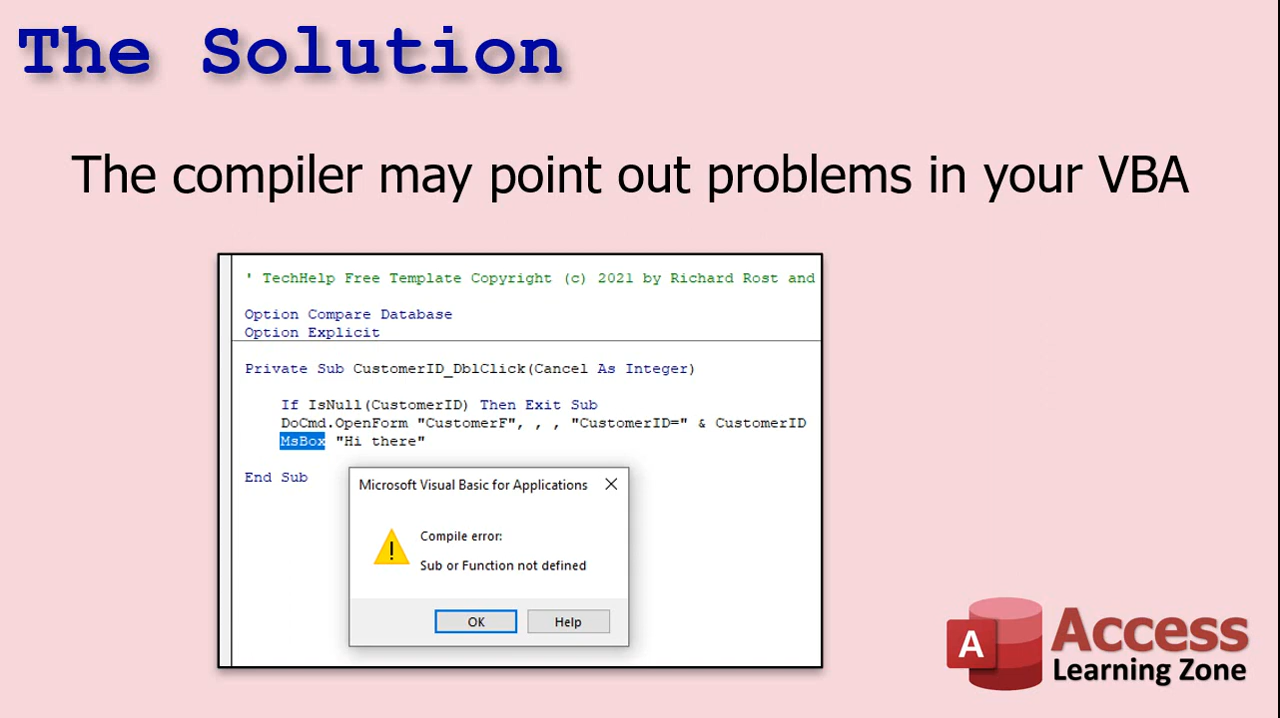 The Solution
The compiler may point out problems in your VBA
' TechHelp Free Template Copyright (c) 2021 by Richard Rost and
Option Compare Database
Option Explicit
Private Sub CustomerID_DblClick(Cancel As Integer)
If IsNull(CustomerID) Then Exit Sub
DoCmd.OpenForm "CustomerF", , , "CustomerID=" & CustomerID
MsBox "Hi there"
End Sub
Microsoft Visual Basic for Applications
Compile error:
Sub or Function not defined
OK Help
A Access
Learning Zone